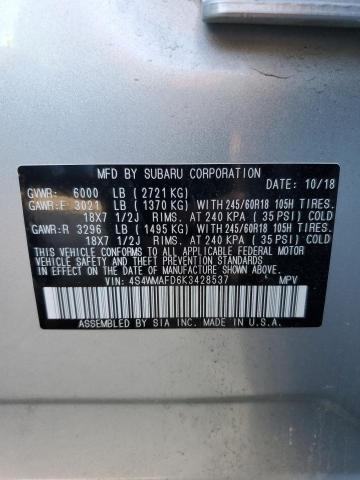 MFD BY SUBARU CORPORATION DATE: 10/18
GVWR: 6000 LB (2721 KG)
GAWR:F 3021 LB (1370 KG) WITH 245/60R18 105H TIRES
18X7 1/2J RIMS. AT 240 KPA ( 35 PSI) COLD
GAWR:R 3296 LB (1495 KG) WITH 245/60R18 105H TIRES
18X7 1/2J RIMS. AT 240 KPA ( 35 PSI) COLD
THIS VEHICLE CONFORMS TO ALL APPLICABLE FEDERAL MOTOR
VEHICLE SAFETY STANDARDS IN EFFECT ON THE DATE OF
MANUFACTURE SHOWN ABOVE.
VIN: 4S4WMAFD6K3428537 MPV
ASSEMBLED BY SIA INC. MADE IN U.S.A.